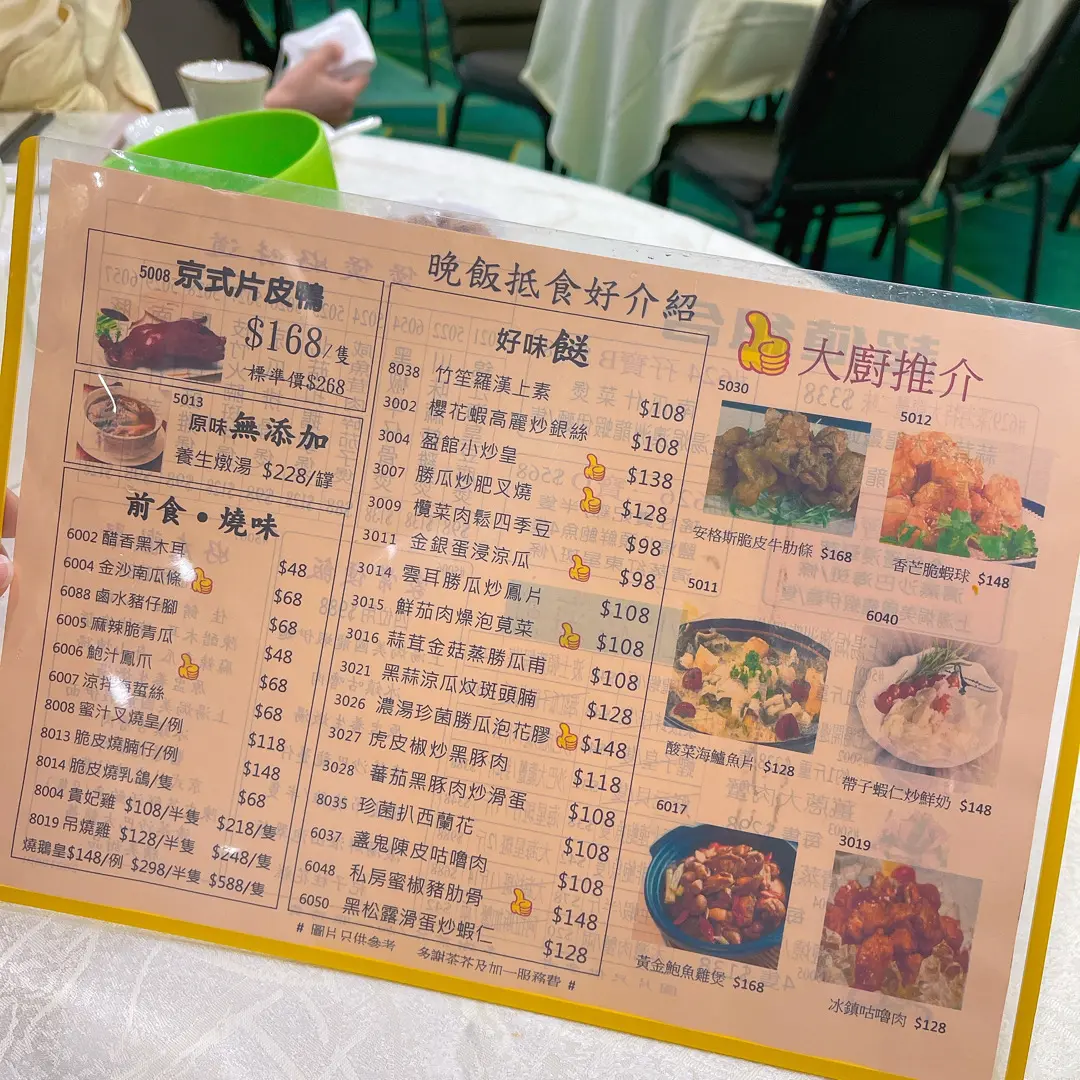 晚飯抵食好介紹
5008 京式片皮鴨
$168/隻
標準價$268
5013
原味無添加
養生燉湯 $228/罉
前食•燒味
6002 醋香黑木耳 $48
6004 金沙南瓜條 $68
6088 鹵水豬仔腳 $68
6005 麻辣脆青瓜 $48
6006 鮑汁鳳爪 $68
6007 涼拌海蜇絲 $68
8008 蜜汁叉燒皇/例 $118
8013 脆皮燒腩仔/例 $148
8014 脆皮燒乳鴿/隻 $68
8004 貴妃雞 $108/半隻 $218/隻
8019 吊燒雞 $128/半隻 $248/隻
燒鵝皇$148/例 $298/半隻 $588/隻
好味餸
8038 竹笙羅漢上素 $108
3002 櫻花蝦高麗炒銀絲 $108
3004 盈館小炒皇 $138
3007 勝瓜炒肥叉燒 $128
3009 欖菜肉鬆四季豆 $98
3011 金銀蛋浸涼瓜 $98
3014 雲耳勝瓜炒鳳片 $108
3015 鮮茄肉燥泡莧菜 $108
3016 蒜茸金菇蒸勝瓜甫 $108
3021 黑蒜涼瓜炆斑頭腩 $128
3026 濃湯珍菌勝瓜泡花膠 $148
3027 虎皮椒炒黑豚肉 $118
3028 蕃茄黑豚肉炒滑蛋 $108
8035 珍菌扒西蘭花 $108
6037 盞鬼陳皮咕嚕肉 $108
6048 私房蜜椒豬肋骨 $148
6050 黑松露滑蛋炒蝦仁 $128
# 圖片只供參考 多謝茶芥及加一服務費 #
大廚推介
5030
安格斯脆皮牛肋條 $168
5012
香芒脆蝦球 $148
5011
酸菜海鱸魚片 $128
6040
帶子蝦仁炒鮮奶 $148
6017
黃金鮑魚雞煲 $168
3019
冰鎮咕嚕肉 $128